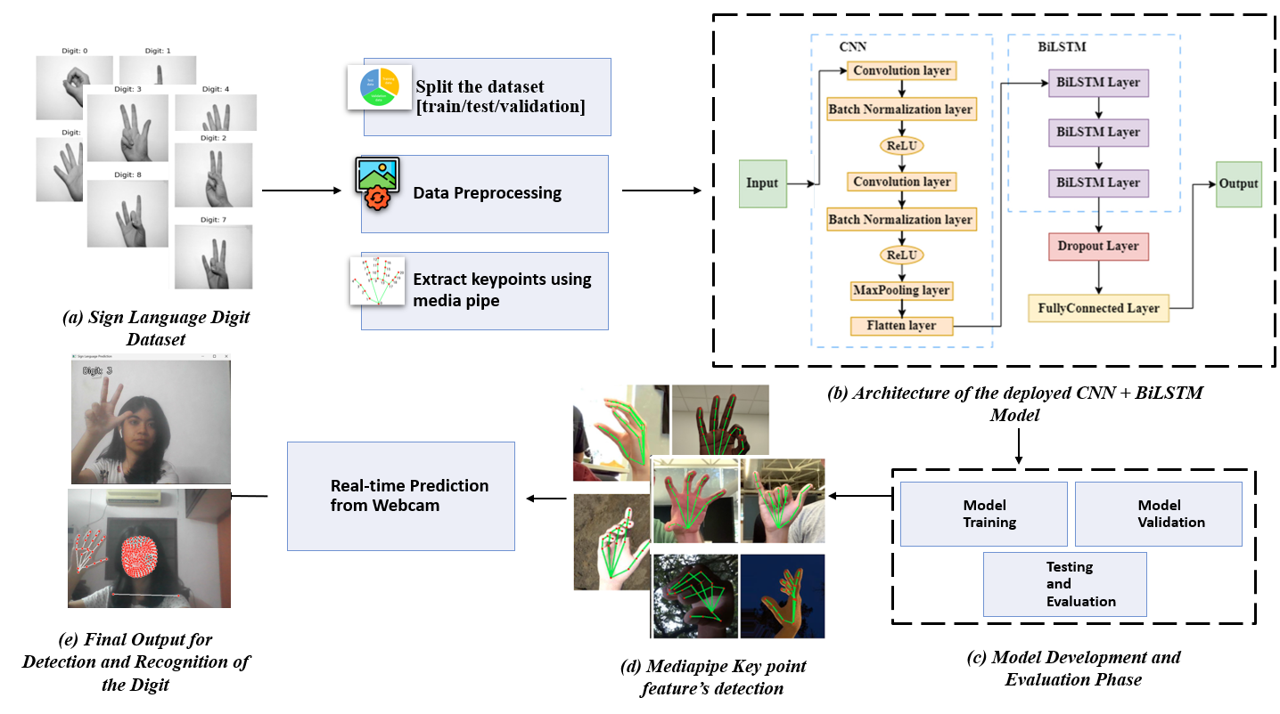 Digit: 0
Digit: 1
Digit: 3
Digit: 4
Digit:
Digit: 2
Digit: 8
Digit: 7
(a) Sign Language Digit
Dataset
Split the dataset
[train/test/validation]
Data Preprocessing
Extract keypoints using
media pipe
Input
CNN
Convolution layer
Batch Normalization layer
ReLU
Convolution layer
Batch Normalization layer
ReLU
MaxPooling layer
Flatten layer
BiLSTM
BiLSTM Layer
BiLSTM Layer
BiLSTM Layer
Dropout Layer
FullyConnected Layer
Output
(b) Architecture of the deployed CNN + BiLSTM
Model
Model
Training
Model
Validation
Testing
and
Evaluation
(c) Model Development and
Evaluation Phase
(d) Mediapipe Key point
feature's detection
Real-time Prediction
from Webcam
Sign Language Prediction
Digit: 3
(e) Final Output for
Detection and Recognition of
the Digit